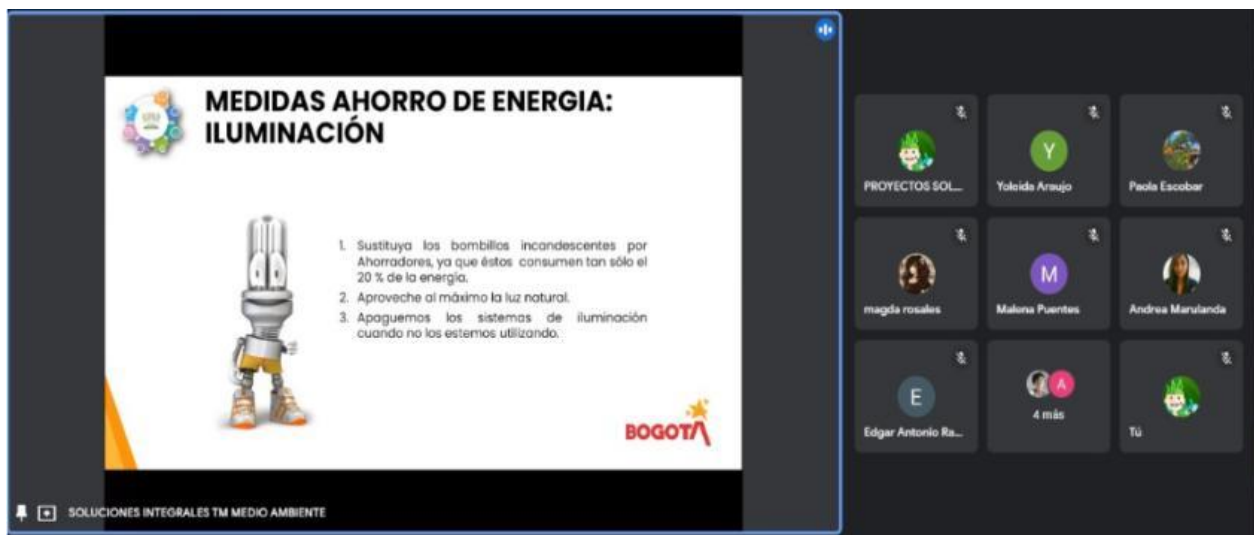 MEDIDAS AHORRO DE ENERGIA:
ILUMINACIÓN
1. Sustituya los bombillos incandescentes por
Ahorradores, ya que éstos consumen tan sólo el
20 % de la energía.
2. Aproveche al máximo la luz natural.
3. Apaguemos los sistemas de iluminación
cuando no los estemos utilizando.
BOGOTÁ
SOLUCIONES INTEGRALES TM MEDIO AMBIENTE
PROYECTOS SOL...
Y
Yoleida Araujo
Paola Escobar
magda rosales
M
Malena Puentes
Andrea Marulanda
E
Edgar Antonio Ra...
A
4 más
Tú